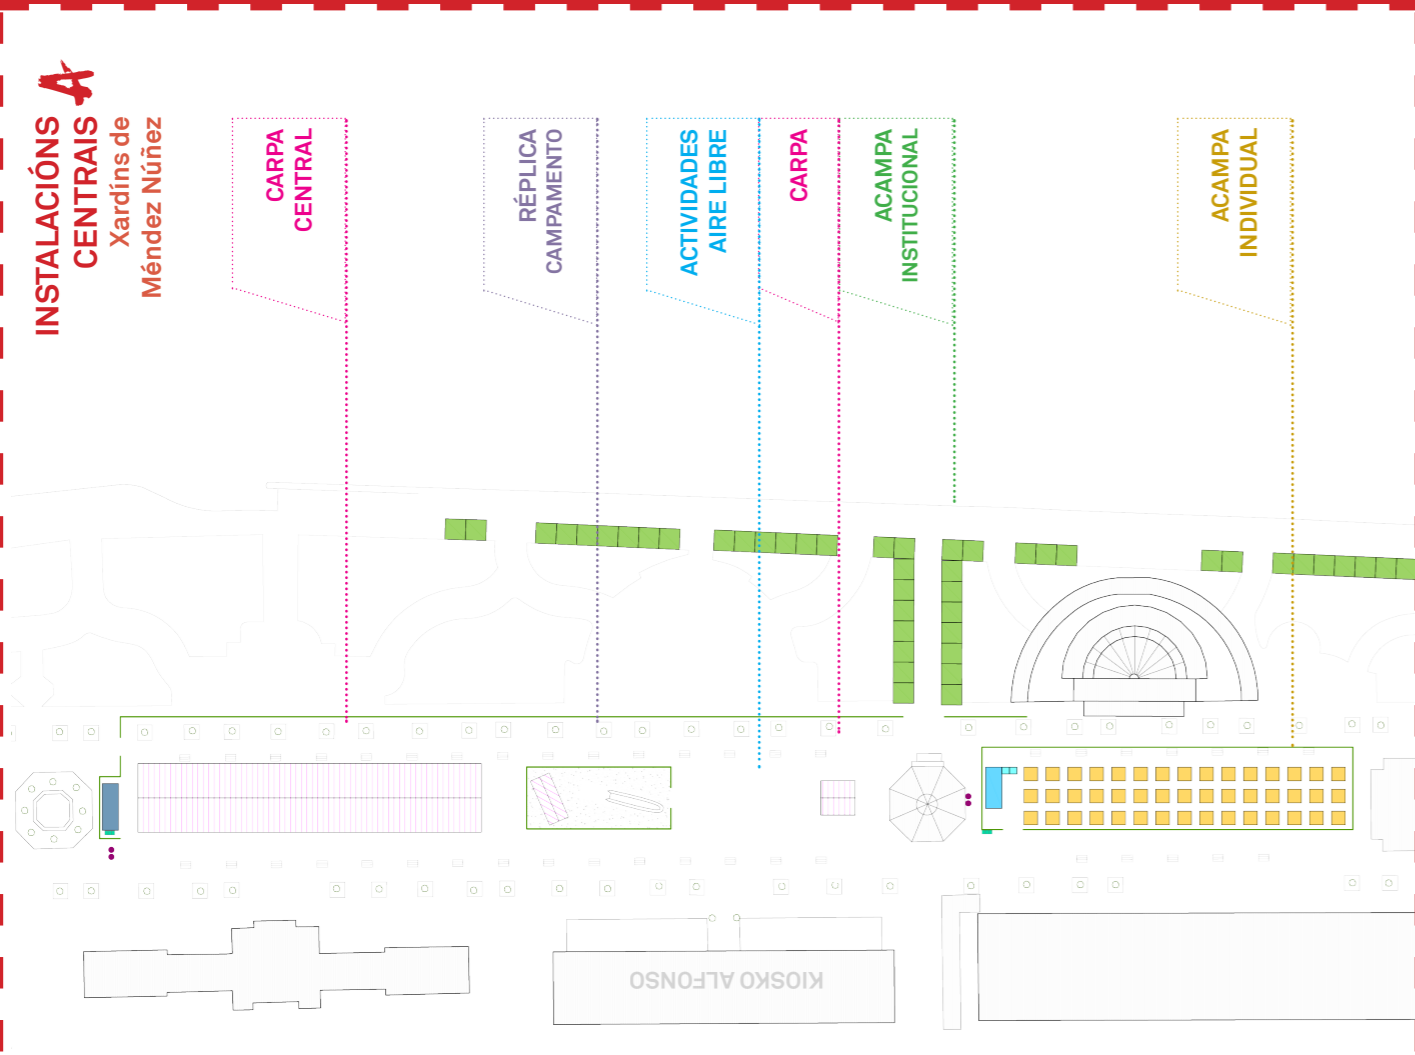 A
INSTALACIÓNS
CENTRAIS
Xardíns de
Méndez Núñez
CARPA
CENTRAL
RÉPLICA
CAMPAMENTO
ACTIVIDADES
AIRE LIBRE
CARPA
ACAMPA
INSTITUCIONAL
ACAMPA
INDIVIDUAL
KIOSKO ALFONSO